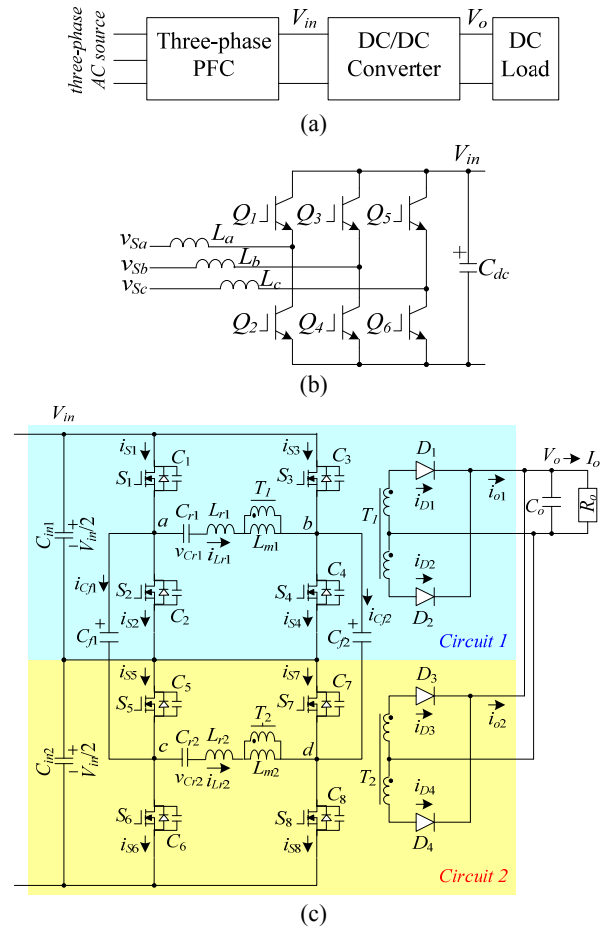 three-phase
AC source
Three-phase
PFC
V_in
DC/DC
Converter
V_o
DC
Load
(a)
V_in
Q_1
Q_3
Q_5
v_Sa
L_a
v_Sb
L_b
v_Sc
L_c
+
C_dc
Q_2
Q_4
Q_6
(b)
V_in
i_S1
C_1
S_1
i_S3
C_3
S_3
D_1
V_o
I_o
i_D1
i_o1
C_o
R_o
T_1
C_in1
+
−
V_in/2
a
C_r1
L_r1
T_1
b
v_Cr1
i_Lr1
L_m1
i_Cf1
S_2
C_2
i_S2
+
C_f1
S_4
C_4
i_S4
i_Cf2
+
C_f2
i_D2
D_2
Circuit 1
i_S5
C_5
S_5
i_S7
C_7
S_7
D_3
i_D3
i_o2
C_in2
+
−
V_in/2
c
C_r2
L_r2
T_2
d
v_Cr2
i_Lr2
L_m2
T_2
i_D4
D_4
S_6
C_6
i_S6
S_8
C_8
i_S8
Circuit 2
(c)